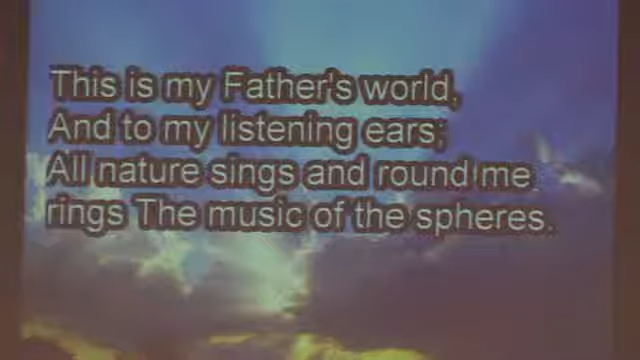 This is my Father's world,
And to my listening ears;
All nature sings and round me
rings The music of the spheres.